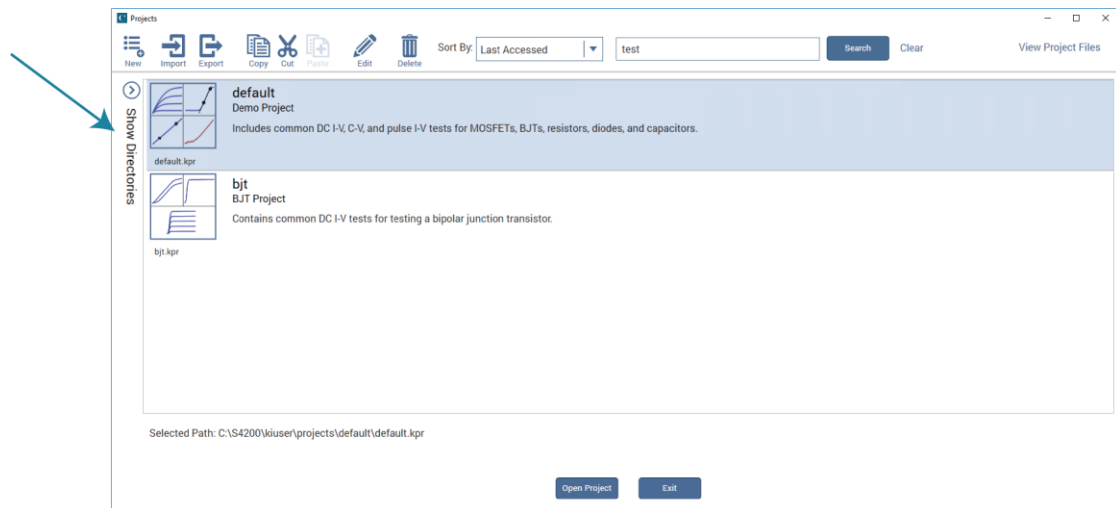 Projects
New Import Export Copy Cut Paste Edit Delete Sort By: Last Accessed test Search Clear View Project Files
Show Directories
default
Demo Project
Includes common DC I-V, C-V, and pulse I-V tests for MOSFETs, BJTs, resistors, diodes, and capacitors.
default.kpr
bjt
BJT Project
Contains common DC I-V tests for testing a bipolar junction transistor.
bjt.kpr
Selected Path: C:\S4200\kiuser\projects\default\default.kpr
Open Project Exit